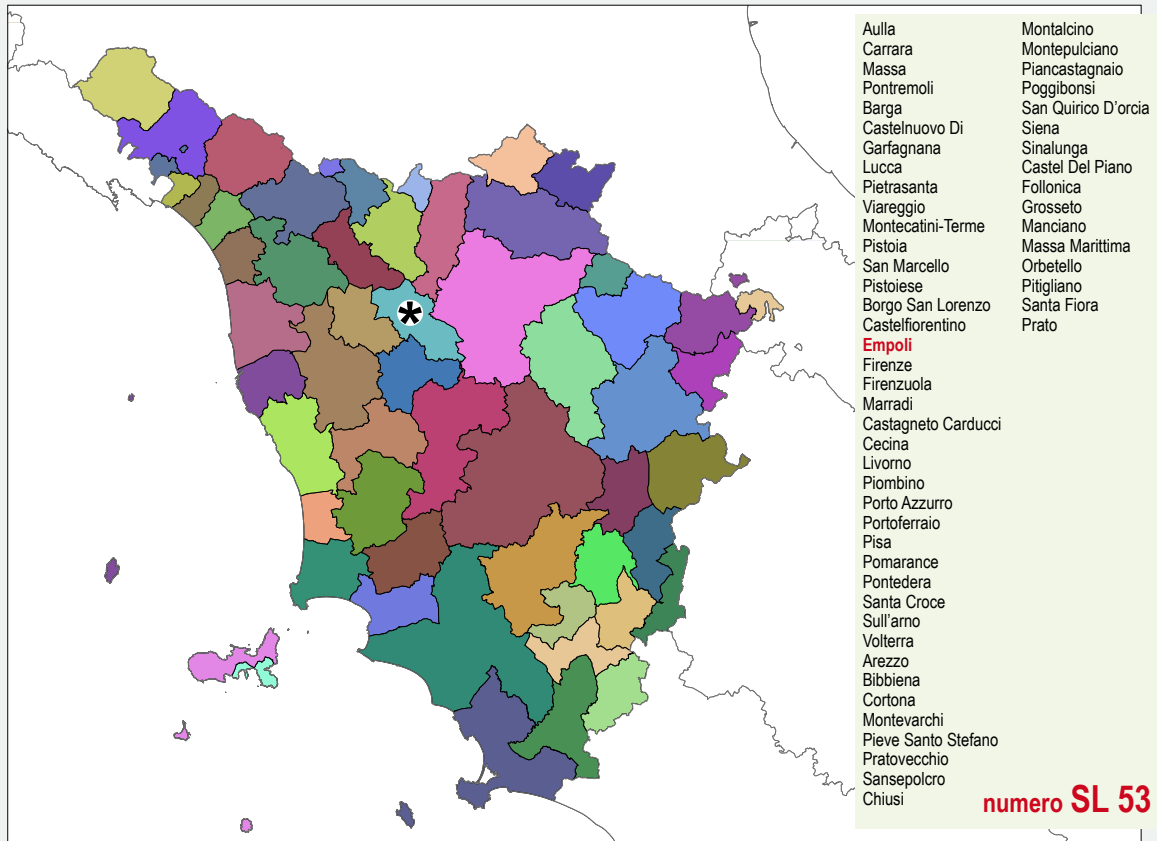 Aulla
Carrara
Massa
Pontremoli
Barga
Castelnuovo Di
Garfagnana
Lucca
Pietrasanta
Viareggio
Montecatini-Terme
Pistoia
San Marcello
Pistoiese
Borgo San Lorenzo
Castelfiorentino
Empoli
Firenze
Firenzuola
Marradi
Castagneto Carducci
Cecina
Livorno
Piombino
Porto Azzurro
Portoferraio
Pisa
Pomarance
Pontedera
Santa Croce
Sull'arno
Volterra
Arezzo
Bibbiena
Cortona
Montevarchi
Pieve Santo Stefano
Pratovecchio
Sansepolcro
Chiusi
Montalcino
Montepulciano
Piancastagnaio
Poggibonsi
San Quirico D'orcia
Siena
Sinalunga
Castel Del Piano
Follonica
Grosseto
Manciano
Massa Marittima
Orbetello
Pitigliano
Santa Fiora
Prato
numero SL 53
*